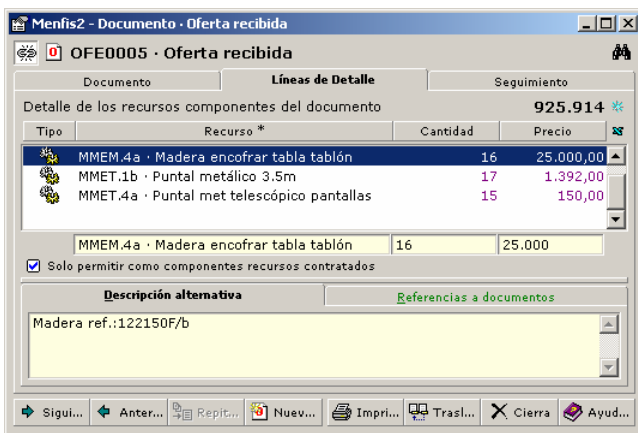 Menfis2 - Documento · Oferta recibida
OFE0005 · Oferta recibida
Documento
Líneas de Detalle
Seguimiento
Detalle de los recursos componentes del documento 925.914
Tipo Recurso * Cantidad Precio
MMEM.4a · Madera encofrar tabla tablón 16 25.000,00
MMET.1b · Puntal metálico 3.5m 17 1.392,00
MMET.4a · Puntal met telescópico pantallas 15 150,00
MMEM.4a · Madera encofrar tabla tablón 16 25.000
Solo permitir como componentes recursos contratados
Descripción alternativa
Referencias a documentos
Madera ref.:122150F/b
Sigui... Anter... Repit... Nuev... Impri... Trasl... Cierra Ayud...